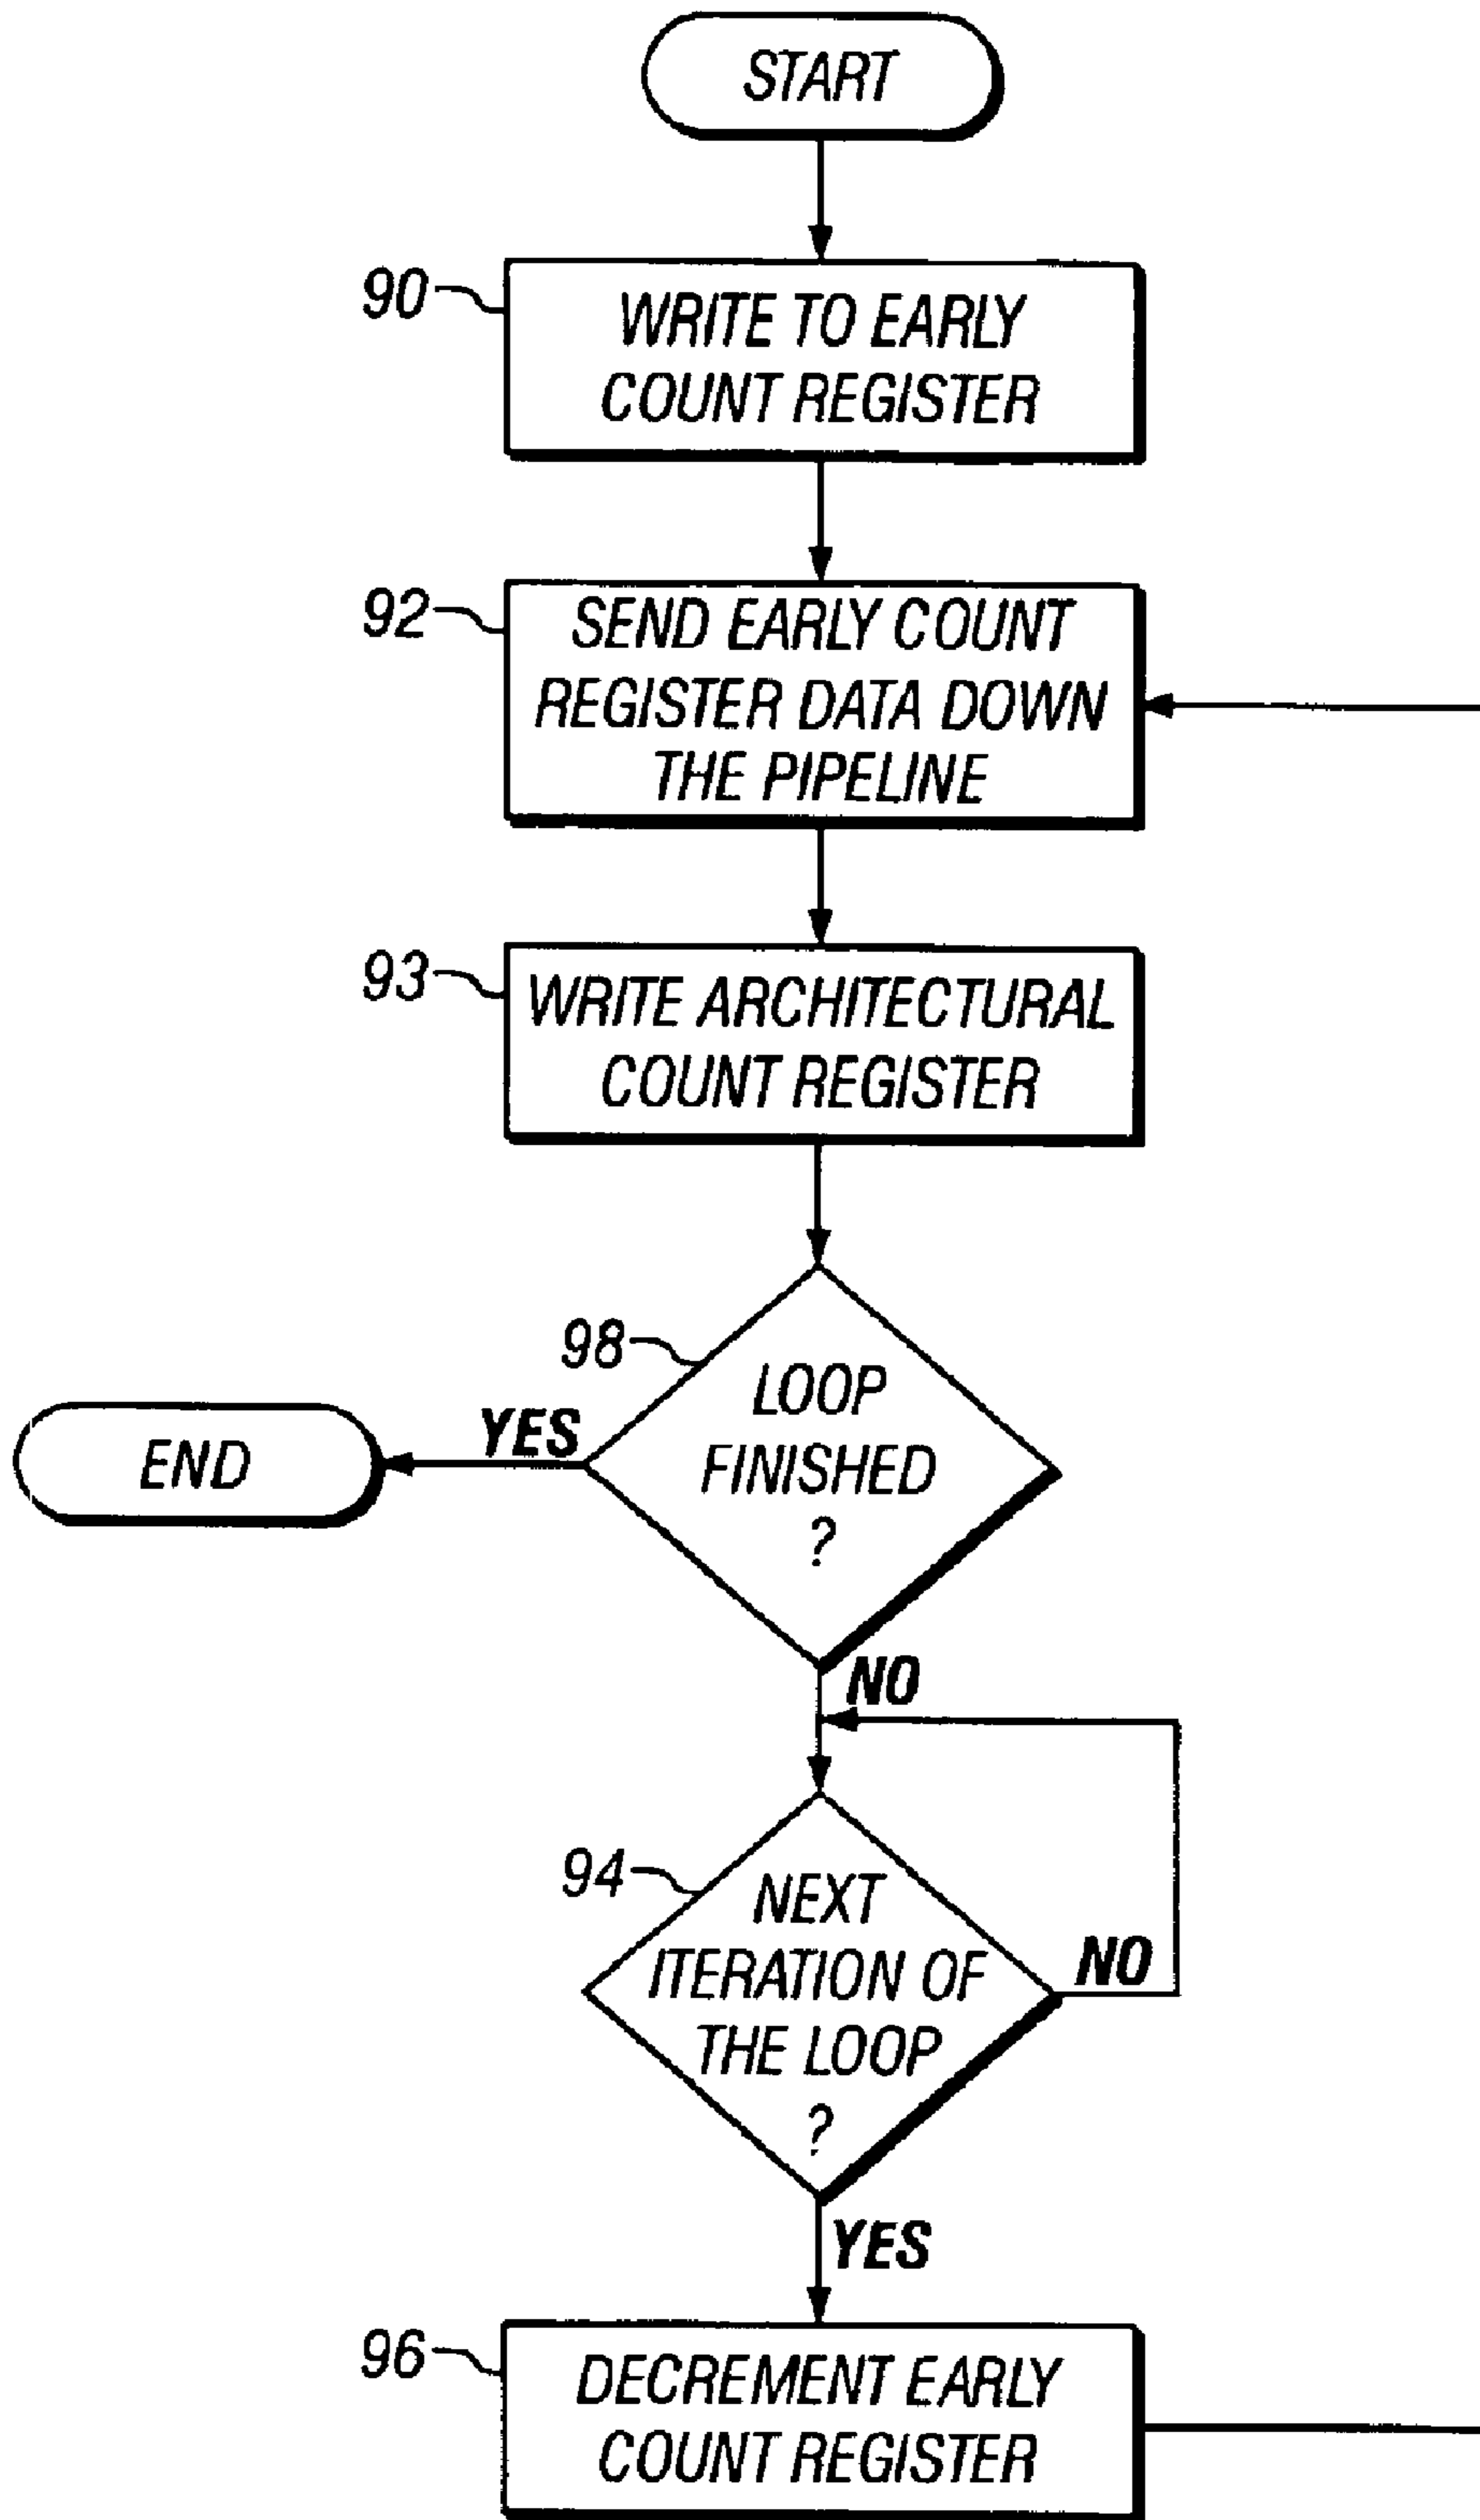 START
90
WRITE TO EARLY
COUNT REGISTER
92
SEND EARLY COUNT
REGISTER DATA DOWN
THE PIPELINE
93
WRITE ARCHITECTURAL
COUNT REGISTER
98
LOOP
FINISHED
?
YES
END
NO
94
NEXT
ITERATION OF
THE LOOP
?
NO
YES
96
DECREMENT EARLY
COUNT REGISTER